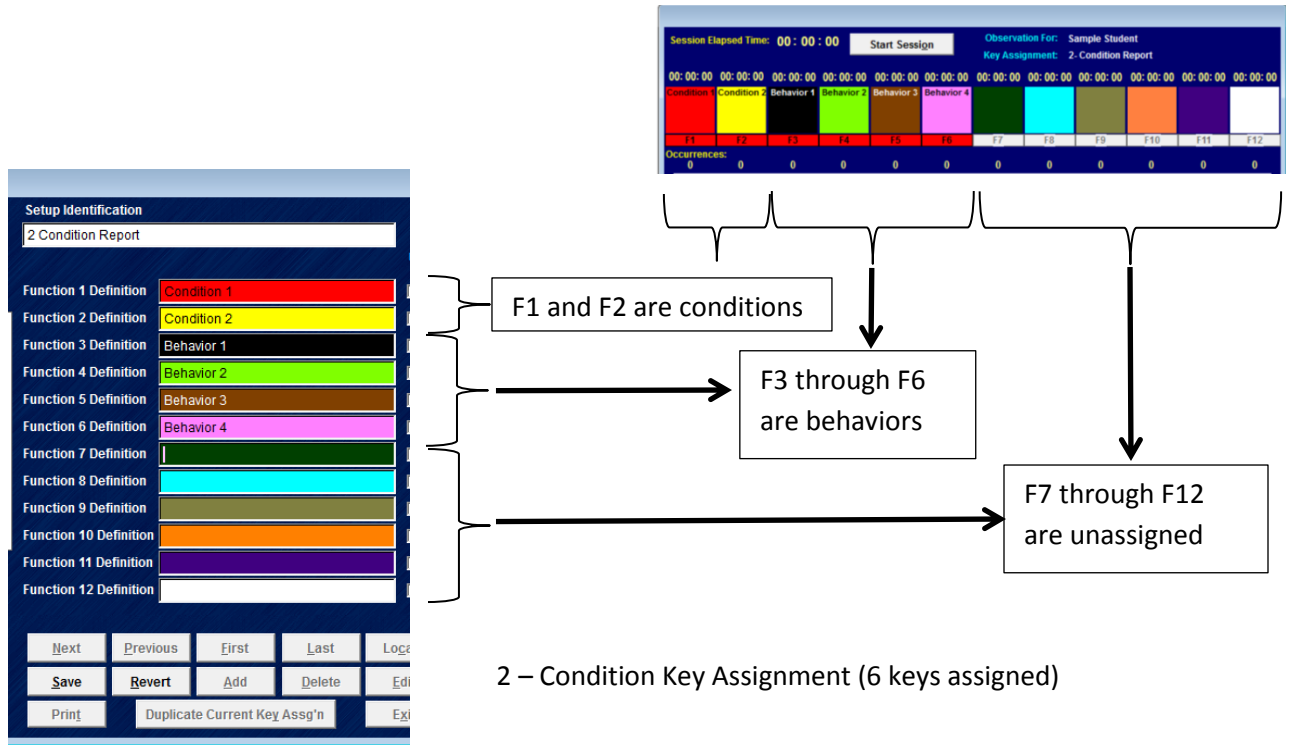 Session Elapsed Time: 00 : 00 : 00 Start Session Observation For: Sample Student
Key Assignment: 2- Condition Report
00: 00: 00 00: 00: 00 00: 00: 00 00: 00: 00 00: 00: 00 00: 00: 00 00: 00: 00 00: 00: 00 00: 00: 00 00: 00: 00 00: 00: 00 00: 00: 00
Condition 1 Condition 2 Behavior 1 Behavior 2 Behavior 3 Behavior 4
F1 F2 F3 F4 F5 F6 F7 F8 F9 F10 F11 F12
Occurrences:
0 0 0 0 0 0 0 0 0 0 0 0
Setup Identification
2 Condition Report
Function 1 Definition Condition 1
Function 2 Definition Condition 2
Function 3 Definition Behavior 1
Function 4 Definition Behavior 2
Function 5 Definition Behavior 3
Function 6 Definition Behavior 4
Function 7 Definition
Function 8 Definition
Function 9 Definition
Function 10 Definition
Function 11 Definition
Function 12 Definition
Next Previous First Last
Save Revert Add Delete
Print Duplicate Current Key Assg'n
F1 and F2 are conditions
F3 through F6
are behaviors
F7 through F12
are unassigned
2 – Condition Key Assignment (6 keys assigned)